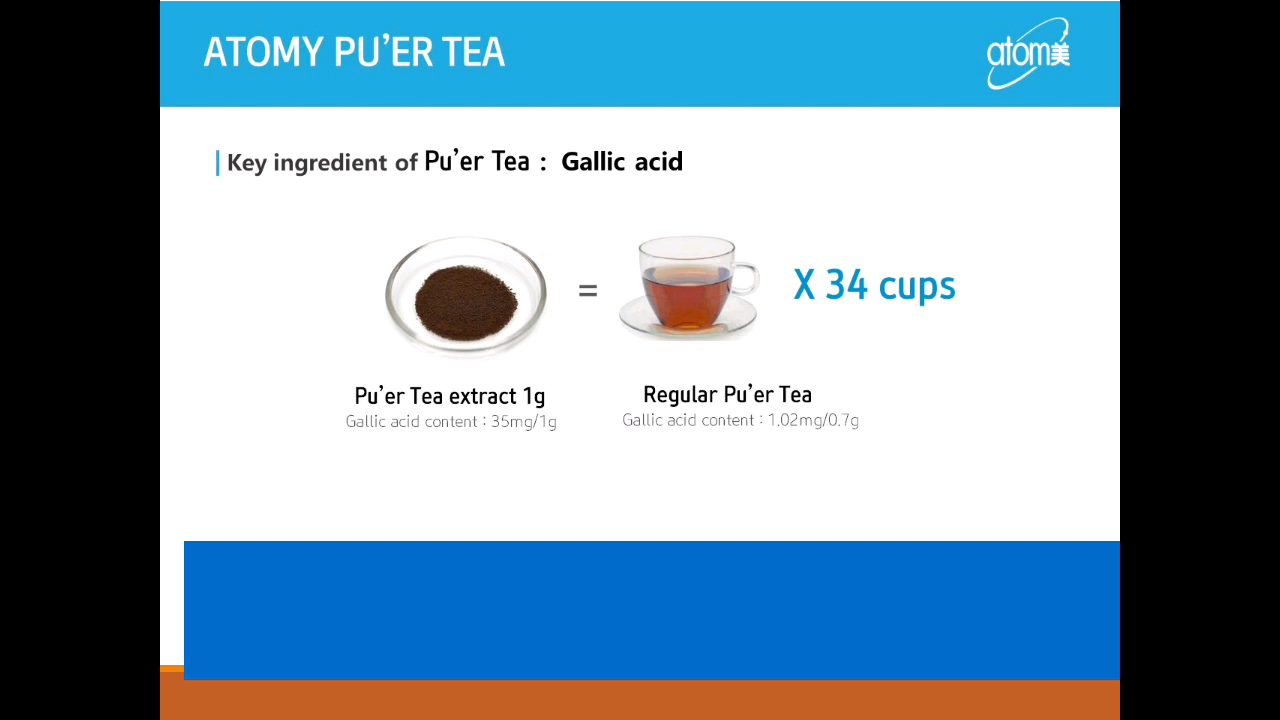 ATOMY PU’ER TEA
atom美
Key ingredient of Pu’er Tea : Gallic acid
=
X 34 cups
Pu’er Tea extract 1g
Gallic acid content : 35mg/1g
Regular Pu’er Tea
Gallic acid content : 1.02mg/0.7g